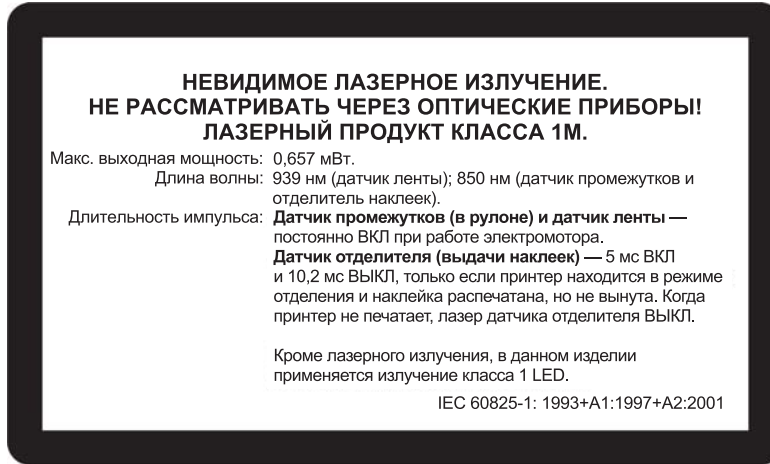 НЕВИДИМОЕ ЛАЗЕРНОЕ ИЗЛУЧЕНИЕ.
НЕ РАССМАТРИВАТЬ ЧЕРЕЗ ОПТИЧЕСКИЕ ПРИБОРЫ!
ЛАЗЕРНЫЙ ПРОДУКТ КЛАССА 1М.
Макс. выходная мощность: 0,657 мВт.
Длина волны: 939 нм (датчик ленты); 850 нм (датчик промежутков и
отделитель наклеек).
Длительность импульса: Датчик промежутков (в рулоне) и датчик ленты —
постоянно ВКЛ при работе электромотора.
Датчик отделителя (выдачи наклеек) — 5 мс ВКЛ
и 10,2 мс ВЫКЛ, только если принтер находится в режиме
отделения и наклейка распечатана, но не вынута. Когда
принтер не печатает, лазер датчика отделителя ВЫКЛ.
Кроме лазерного излучения, в данном изделии
применяется излучение класса 1 LED.
IEC 60825-1: 1993+A1:1997+A2:2001